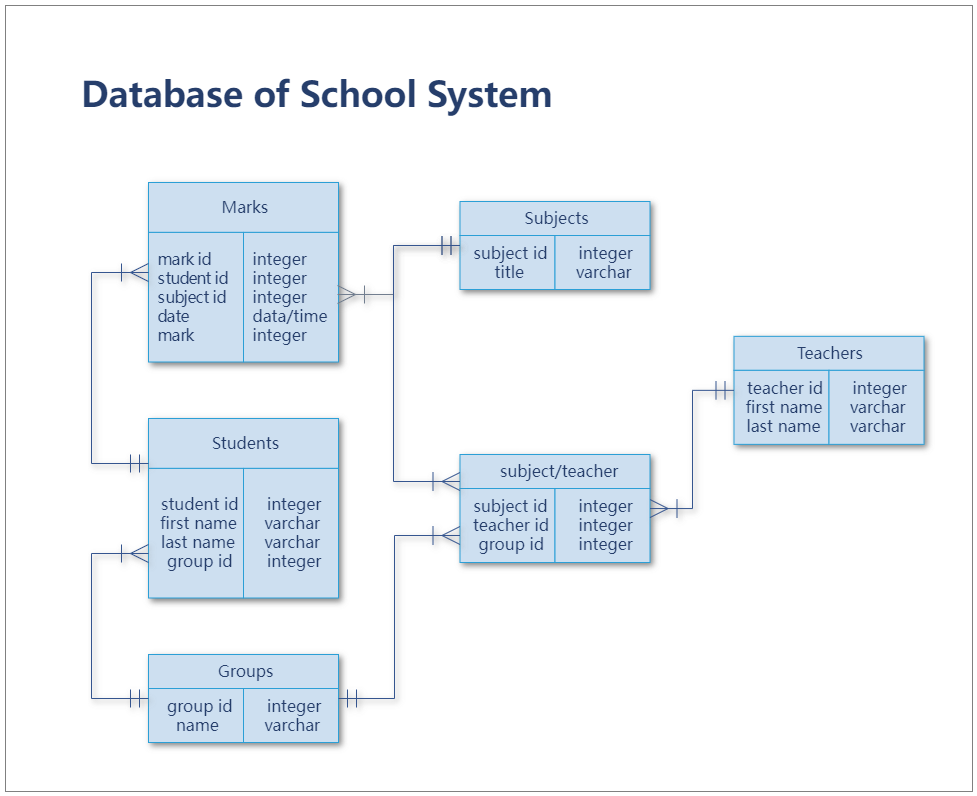 Database of School System
Marks
mark id integer
student id integer
subject id integer
date data/time
mark integer
Subjects
subject id integer
title varchar
Teachers
teacher id integer
first name varchar
last name varchar
Students
student id integer
first name varchar
last name varchar
group id integer
subject/teacher
subject id integer
teacher id integer
group id integer
Groups
group id integer
name varchar